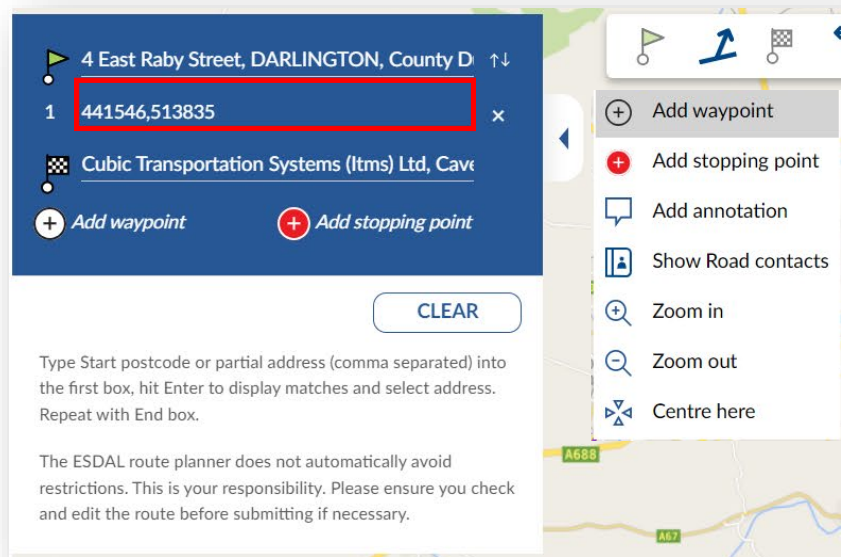 4 East Raby Street, DARLINGTON, County D
1 441546,513835
Cubic Transportation Systems (Itms) Ltd, Cave
Add waypoint Add stopping point
CLEAR
Type Start postcode or partial address (comma separated) into
the first box, hit Enter to display matches and select address.
Repeat with End box.
The ESDAL route planner does not automatically avoid
restrictions. This is your responsibility. Please ensure you check
and edit the route before submitting if necessary.
Add waypoint
Add stopping point
Add annotation
Show Road contacts
Zoom in
Zoom out
Centre here
A688
A67